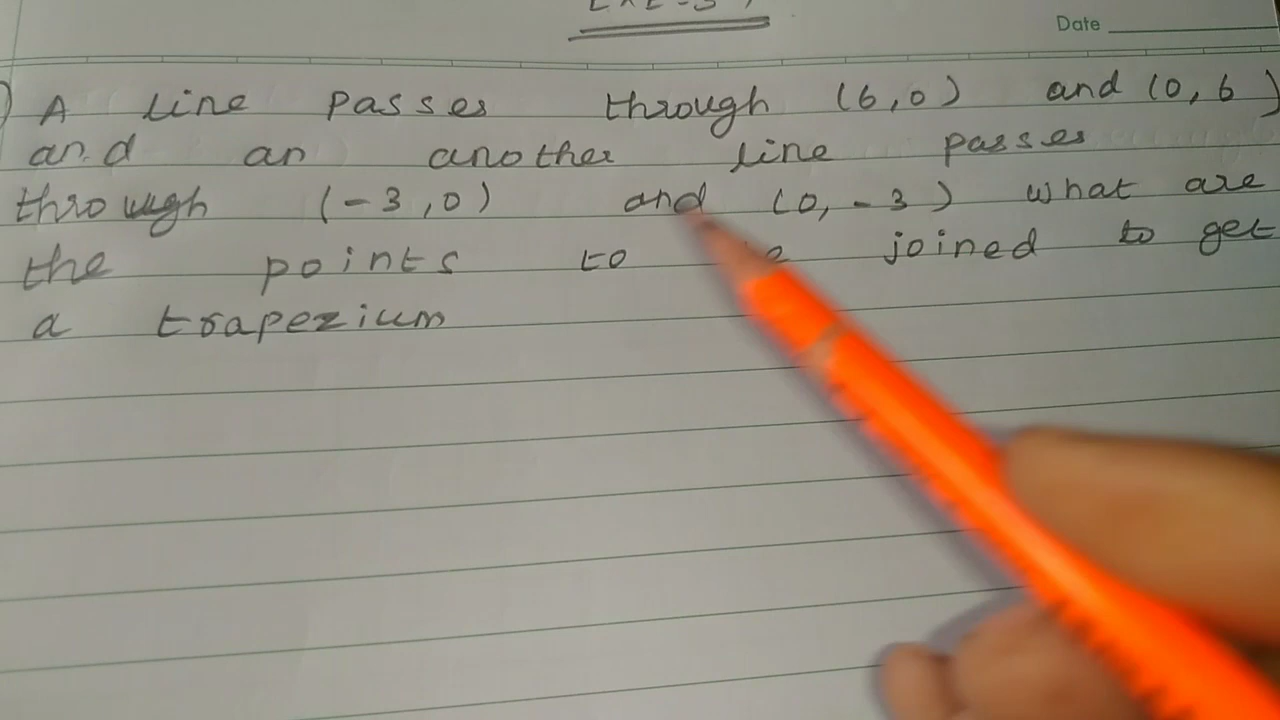 Date
A line passes through (6,0) and (0,6)
and an another line passes
through (-3,0) and (0,-3) what are
the points to joined to get
a trapezium